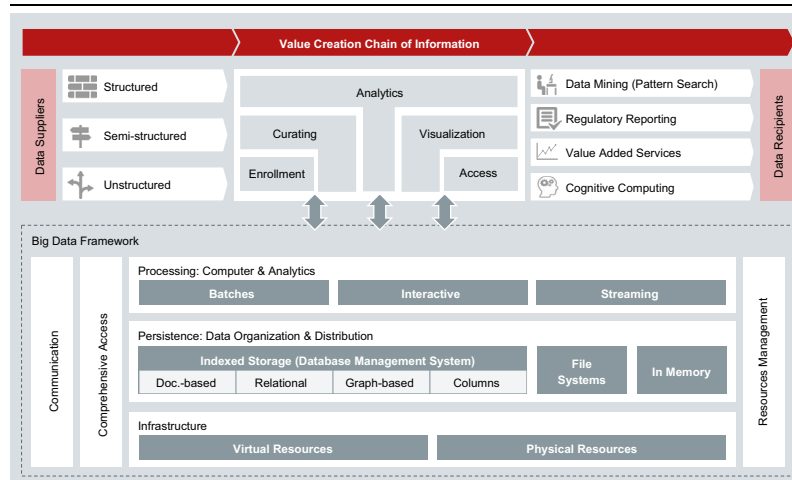 Value Creation Chain of Information
Data Suppliers
Structured
Semi-structured
Unstructured
Analytics
Curating
Visualization
Enrollment
Access
Data Mining (Pattern Search)
Regulatory Reporting
Value Added Services
Cognitive Computing
Data Recipients
Big Data Framework
Communication
Comprehensive Access
Processing: Computer & Analytics
Batches
Interactive
Streaming
Persistence: Data Organization & Distribution
Indexed Storage (Database Management System)
Doc.-based
Relational
Graph-based
Columns
File
Systems
In Memory
Infrastructure
Virtual Resources
Physical Resources
Resources Management